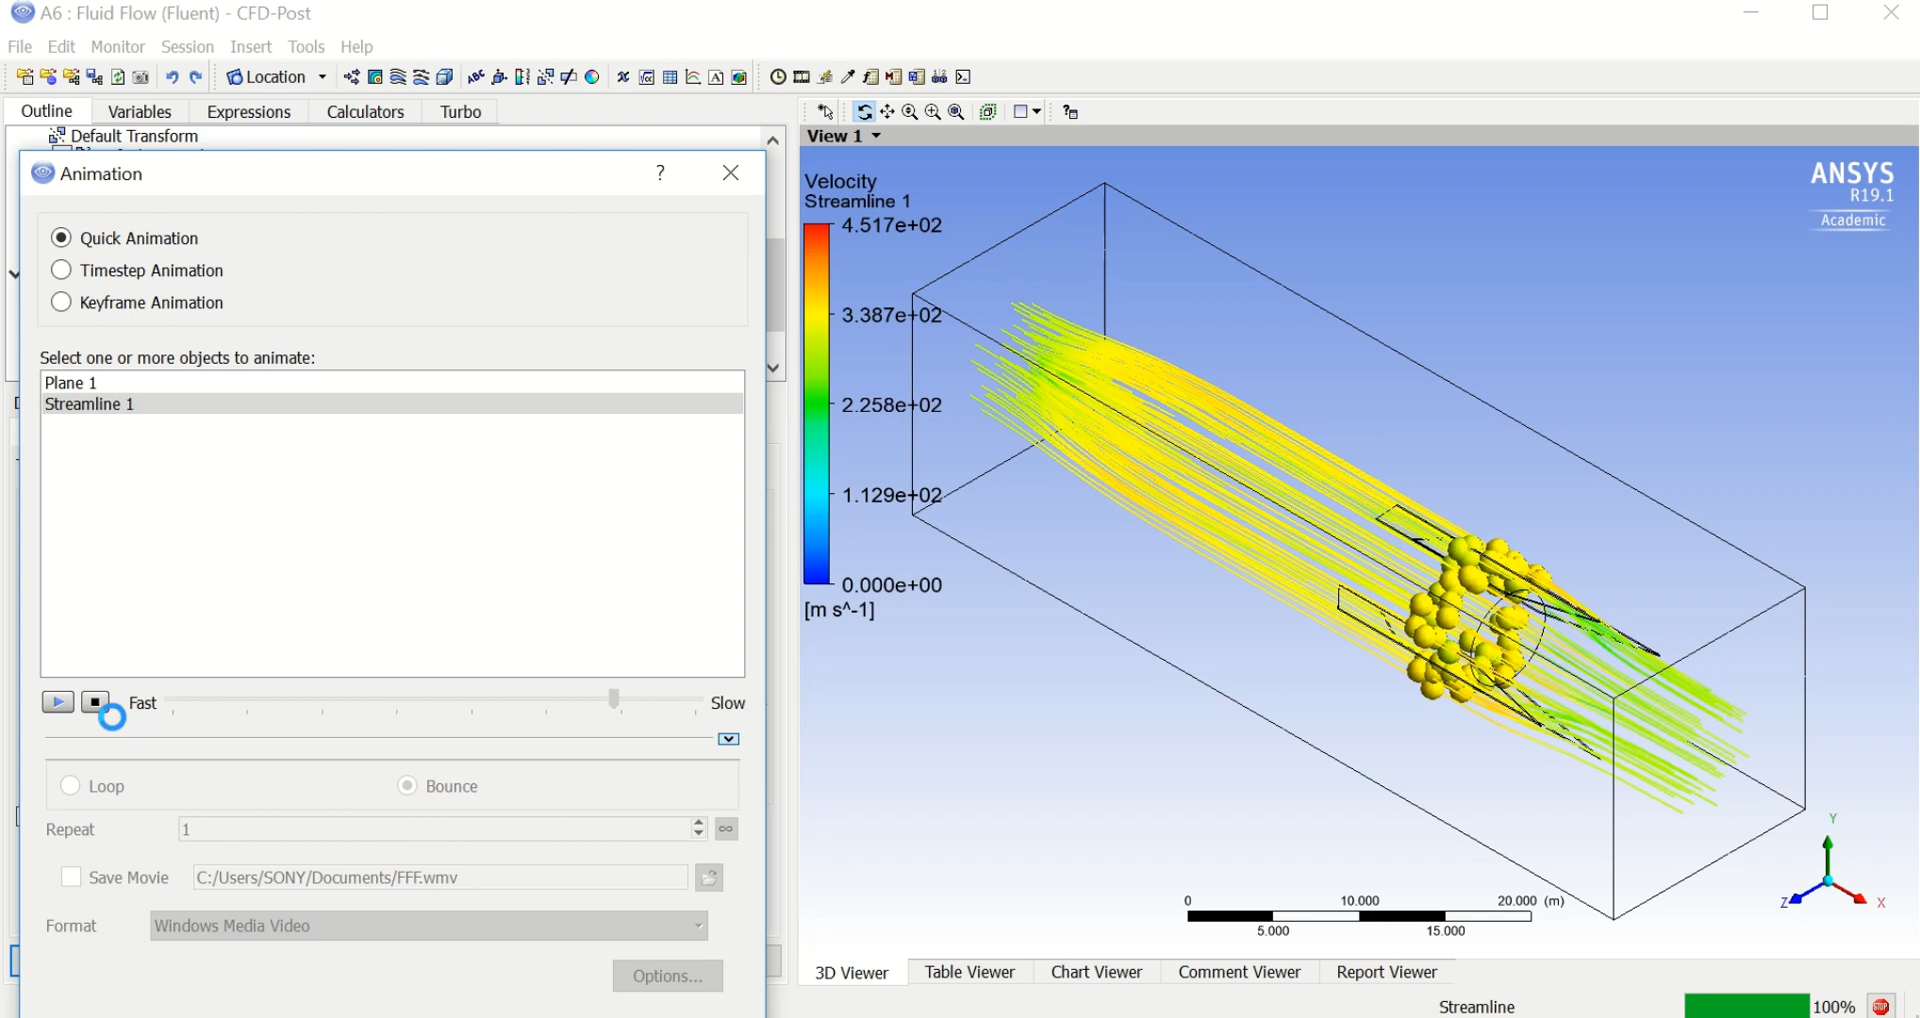 A6 : Fluid Flow (Fluent) - CFD-Post
File Edit Monitor Session Insert Tools Help
Location
Outline Variables Expressions Calculators Turbo
Default Transform
View 1
Animation ?
Quick Animation
Timestep Animation
Keyframe Animation
Select one or more objects to animate:
Plane 1
Streamline 1
Fast Slow
Loop Bounce
Repeat 1
Save Movie C:/Users/SONY/Documents/FFF.wmv
Format Windows Media Video
Options...
Velocity
Streamline 1
4.517e+02
3.387e+02
2.258e+02
1.129e+02
0.000e+00
[m s^-1]
ANSYS
R19.1
Academic
Y
Z X
0 10.000 20.000 (m)
5.000 15.000
3D Viewer Table Viewer Chart Viewer Comment Viewer Report Viewer
Streamline 100% STOP